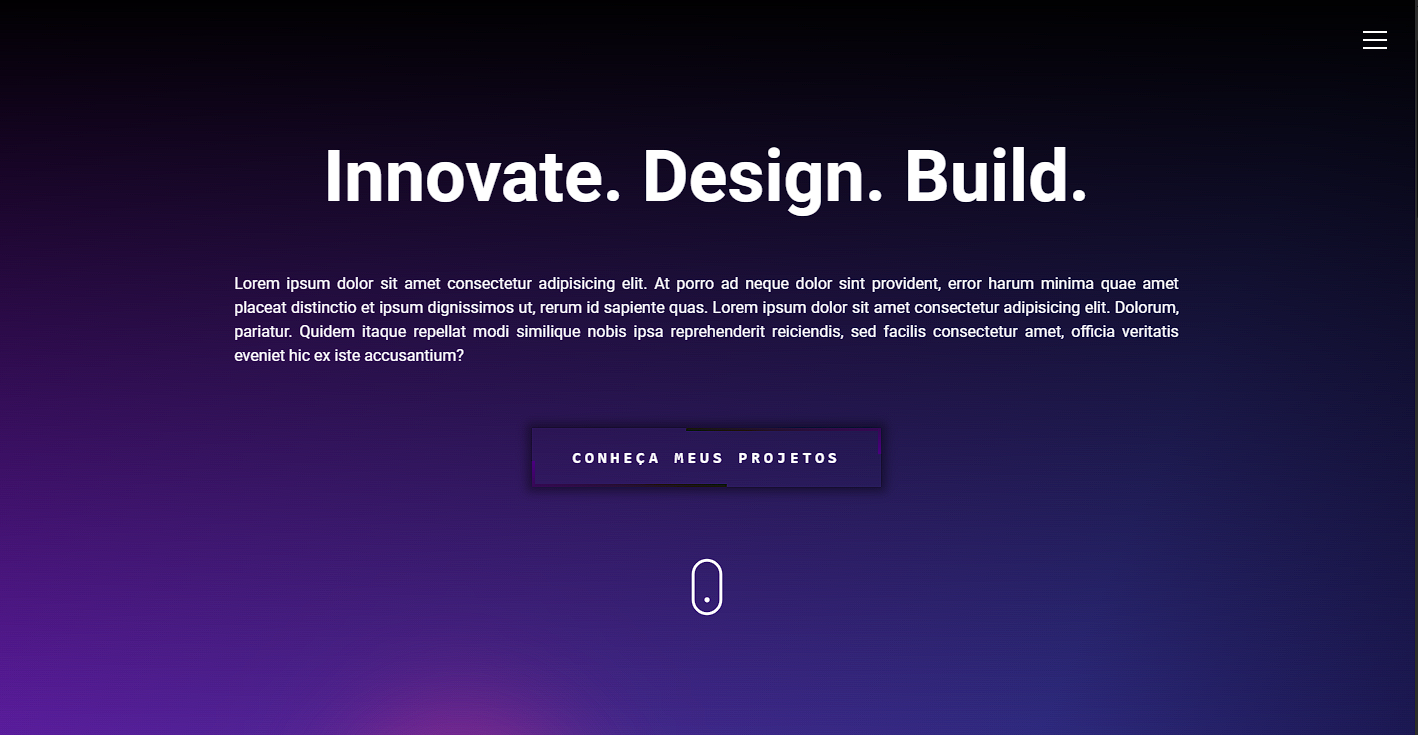 Innovate. Design. Build.
Lorem ipsum dolor sit amet consectetur adipisicing elit. At porro ad neque dolor sint provident, error harum minima quae amet
placeat distinctio et ipsum dignissimos ut, rerum id sapiente quas. Lorem ipsum dolor sit amet consectetur adipisicing elit. Dolorum,
pariatur. Quidem itaque repellat modi similique nobis ipsa reprehenderit reiciendis, sed facilis consectetur amet, officia veritatis
eveniet hic ex iste accusantium?
CONHEÇA MEUS PROJETOS